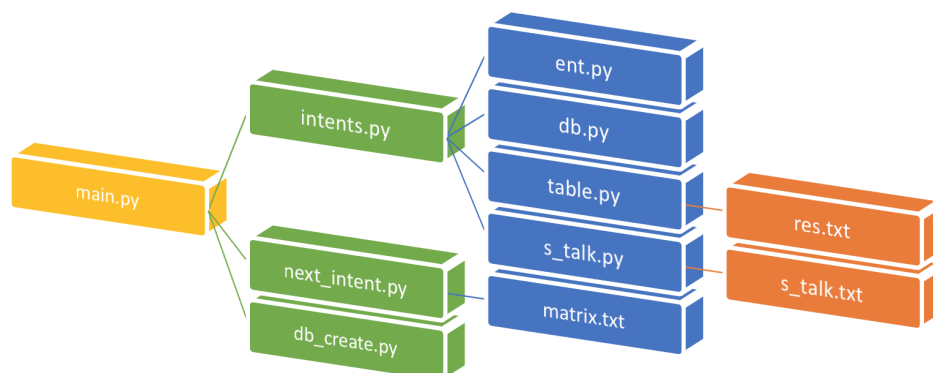 main.py
intents.py
next_intent.py
db_create.py
ent.py
db.py
table.py
s_talk.py
matrix.txt
res.txt
s_talk.txt